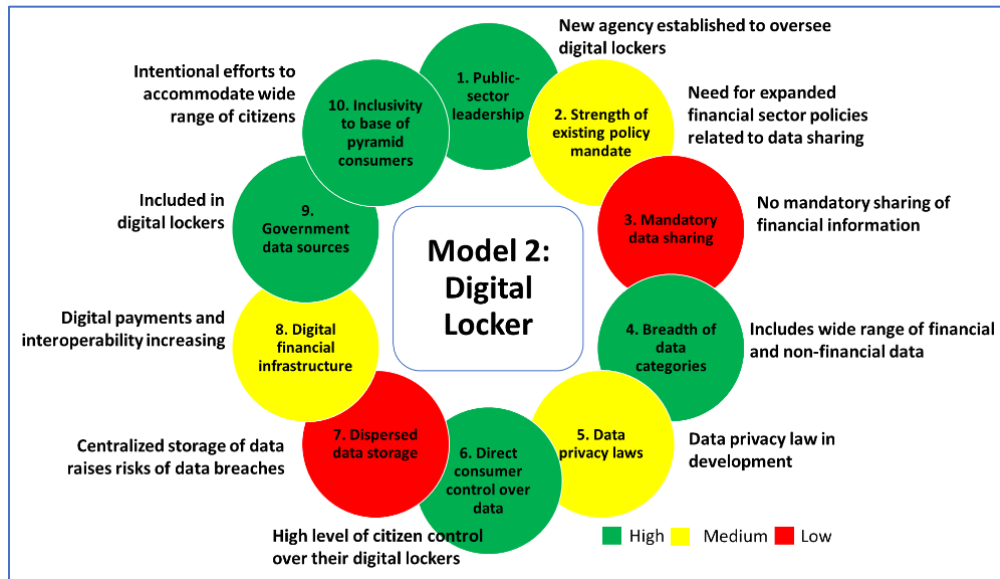 New agency established to oversee
digital lockers
1. Public-
sector
leadership
2. Strength of
existing policy
mandate
Need for expanded
financial sector policies
related to data sharing
3. Mandatory
data sharing
No mandatory sharing of
financial information
4. Breadth of
data
categories
Includes wide range of financial
and non-financial data
5. Data
privacy laws
Data privacy law in
development
6. Direct
consumer
control over
data
High level of citizen control
over their digital lockers
7. Dispersed
data storage
Centralized storage of data
raises risks of data breaches
8. Digital
financial
infrastructure
Digital payments and
interoperability increasing
9.
Government
data sources
Included in
digital lockers
10. Inclusivity
to base of
pyramid
consumers
Intentional efforts to
accommodate wide
range of citizens
Model 2:
Digital
Locker
High
Medium
Low